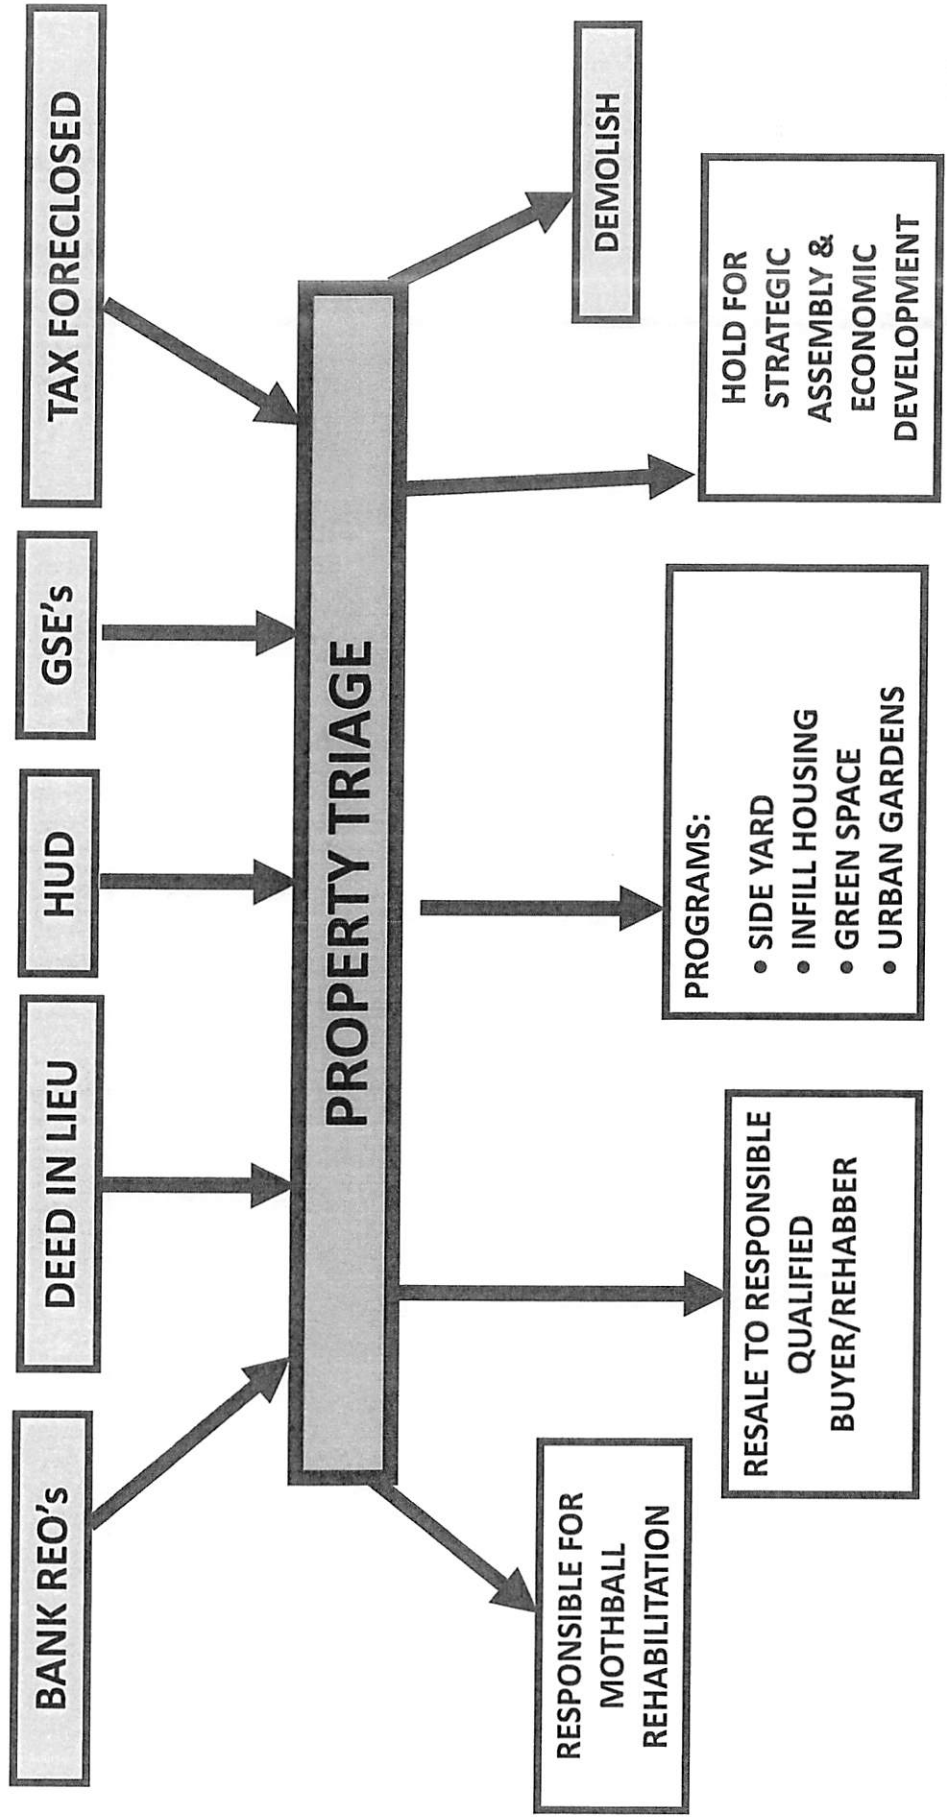 BANK REO's
DEED IN LIEU
HUD
GSE's
TAX FORECLOSED
PROPERTY TRIAGE
RESPONSIBLE FOR
MOTHBALL
REHABILITATION
RESALE TO RESPONSIBLE
QUALIFIED
BUYER/REHABBER
PROGRAMS:
• SIDE YARD
• INFILL HOUSING
• GREEN SPACE
• URBAN GARDENS
HOLD FOR
STRATEGIC
ASSEMBLY &
ECONOMIC
DEVELOPMENT
DEMOLISH